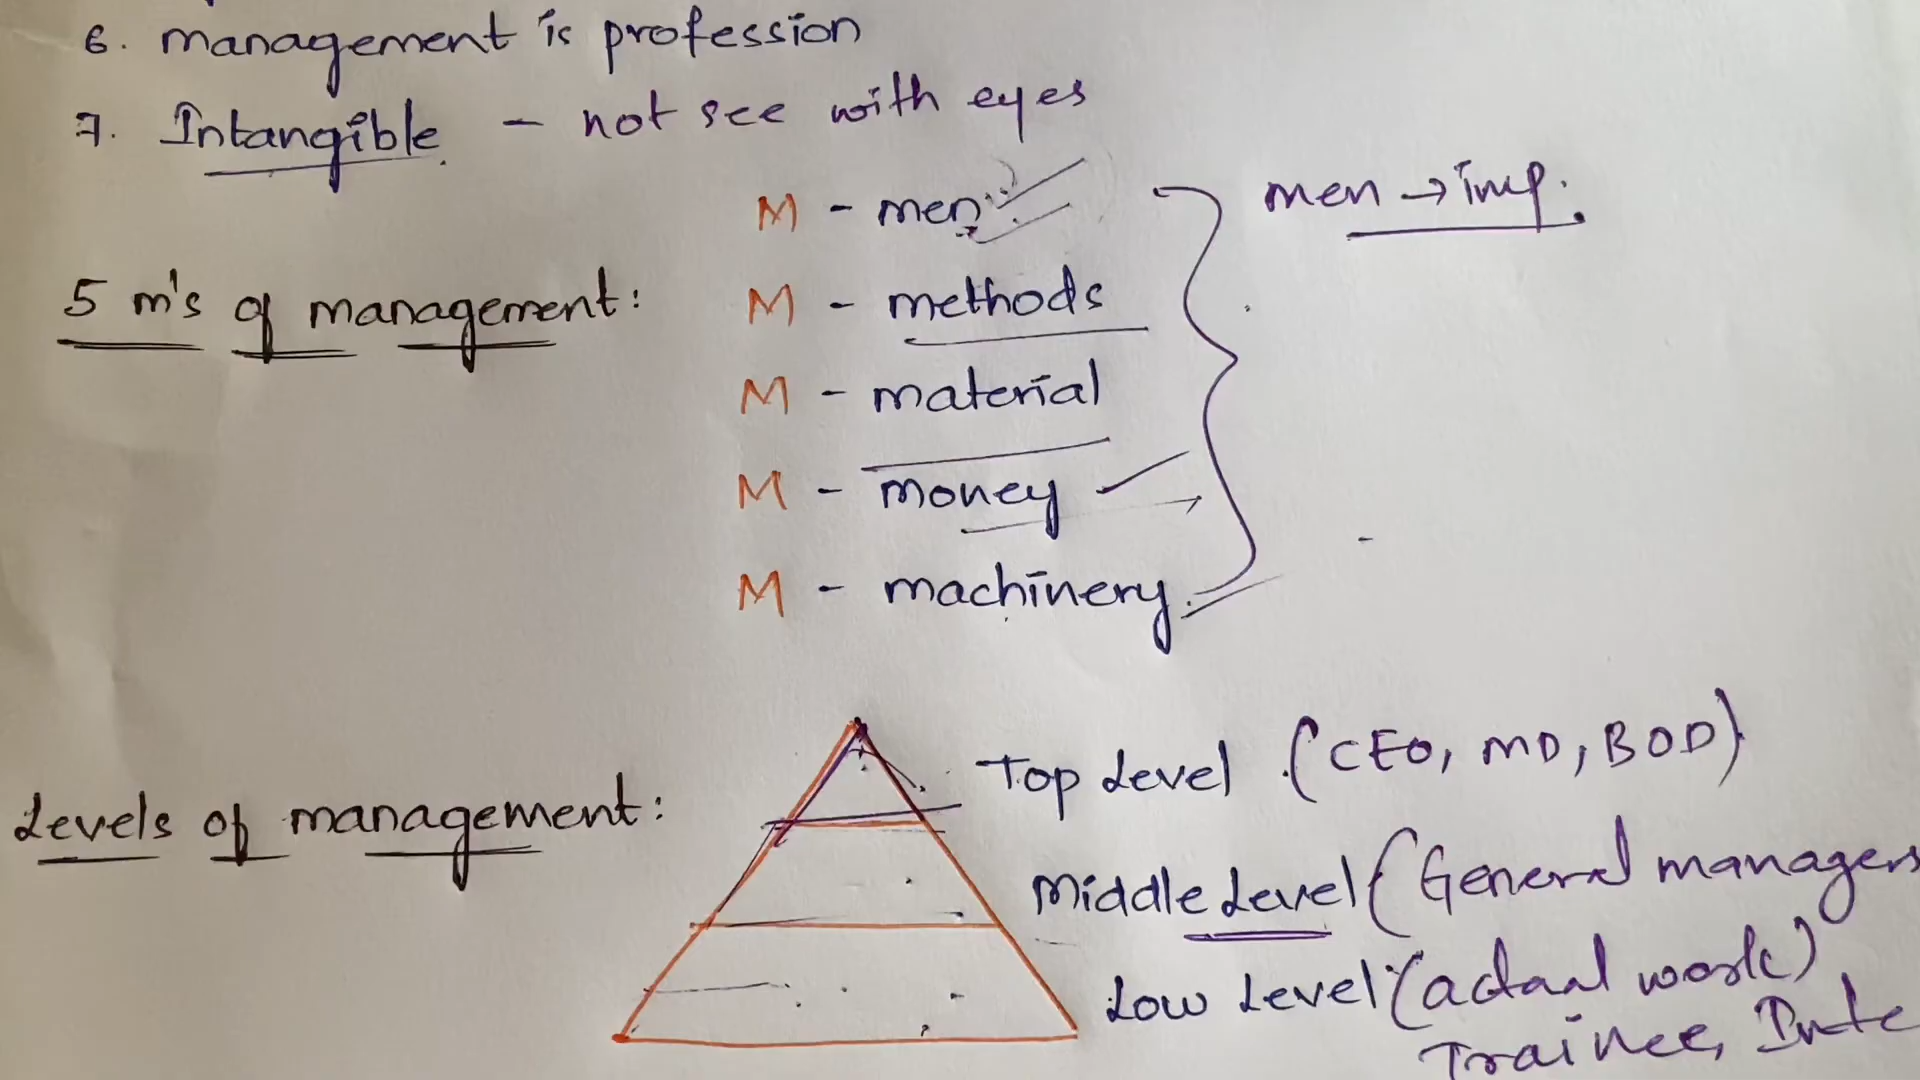 6. management is profession
7. Intangible - not see with eyes
M - men
men → imp.
5 m's of management:
M - methods
M - material
M - money
M - machinery
Top Level (CEO, MD, BOD)
Levels of management:
Middle Level (General managers
Low Level (actual work)
Trainee,